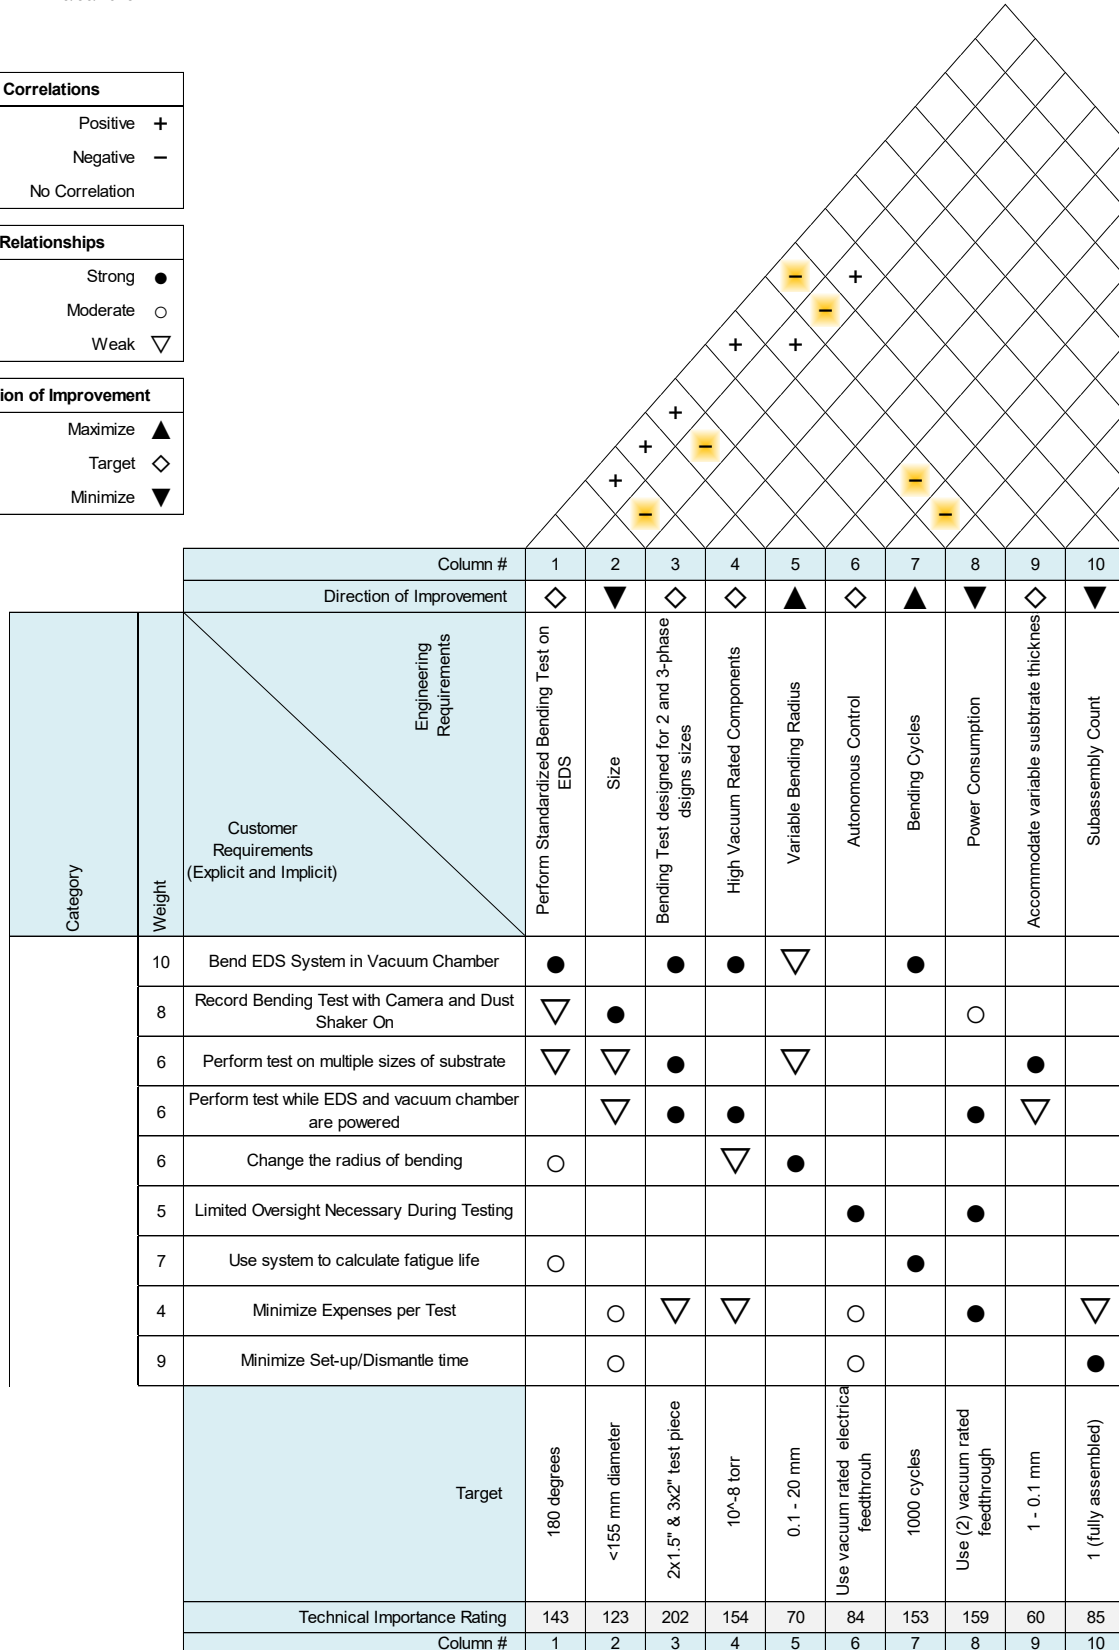 Correlations
Positive +
Negative −
No Correlation
Relationships
Strong ●
Moderate ○
Weak ▽
ion of Improvement
Maximize ▲
Target ◇
Minimize ▼
Column # 1 2 3 4 5 6 7 8 9 10
Direction of Improvement ◇ ▼ ◇ ◇ ▲ ◇ ▲ ▼ ◇ ▼
Category
Weight
Engineering
Requirements
Customer
Requirements
(Explicit and Implicit)
Perform Standardized Bending Test on
EDS
Size
Bending Test designed for 2 and 3-phase
dsigns sizes
High Vacuum Rated Components
Variable Bending Radius
Autonomous Control
Bending Cycles
Power Consumption
Accommodate variable susbtrate thicknes
Subassembly Count
10 Bend EDS System in Vacuum Chamber ● ● ● ▽ ●
8 Record Bending Test with Camera and Dust
Shaker On ▽ ● ○
6 Perform test on multiple sizes of substrate ▽ ▽ ● ▽ ●
6 Perform test while EDS and vacuum chamber
are powered ▽ ● ● ● ▽
6 Change the radius of bending ○ ▽ ●
5 Limited Oversight Necessary During Testing ● ●
7 Use system to calculate fatigue life ○ ●
4 Minimize Expenses per Test ○ ▽ ▽ ○ ● ▽
9 Minimize Set-up/Dismantle time ○ ○ ●
Target
180 degrees
<155 mm diameter
2x1.5" & 3x2" test piece
10^-8 torr
0.1 - 20 mm
Use vacuum rated electrica
feedthrouh
1000 cycles
Use (2) vacuum rated
feedthrough
1 - 0.1 mm
1 (fully assembled)
Technical Importance Rating 143 123 202 154 70 84 153 159 60 85
Column # 1 2 3 4 5 6 7 8 9 10